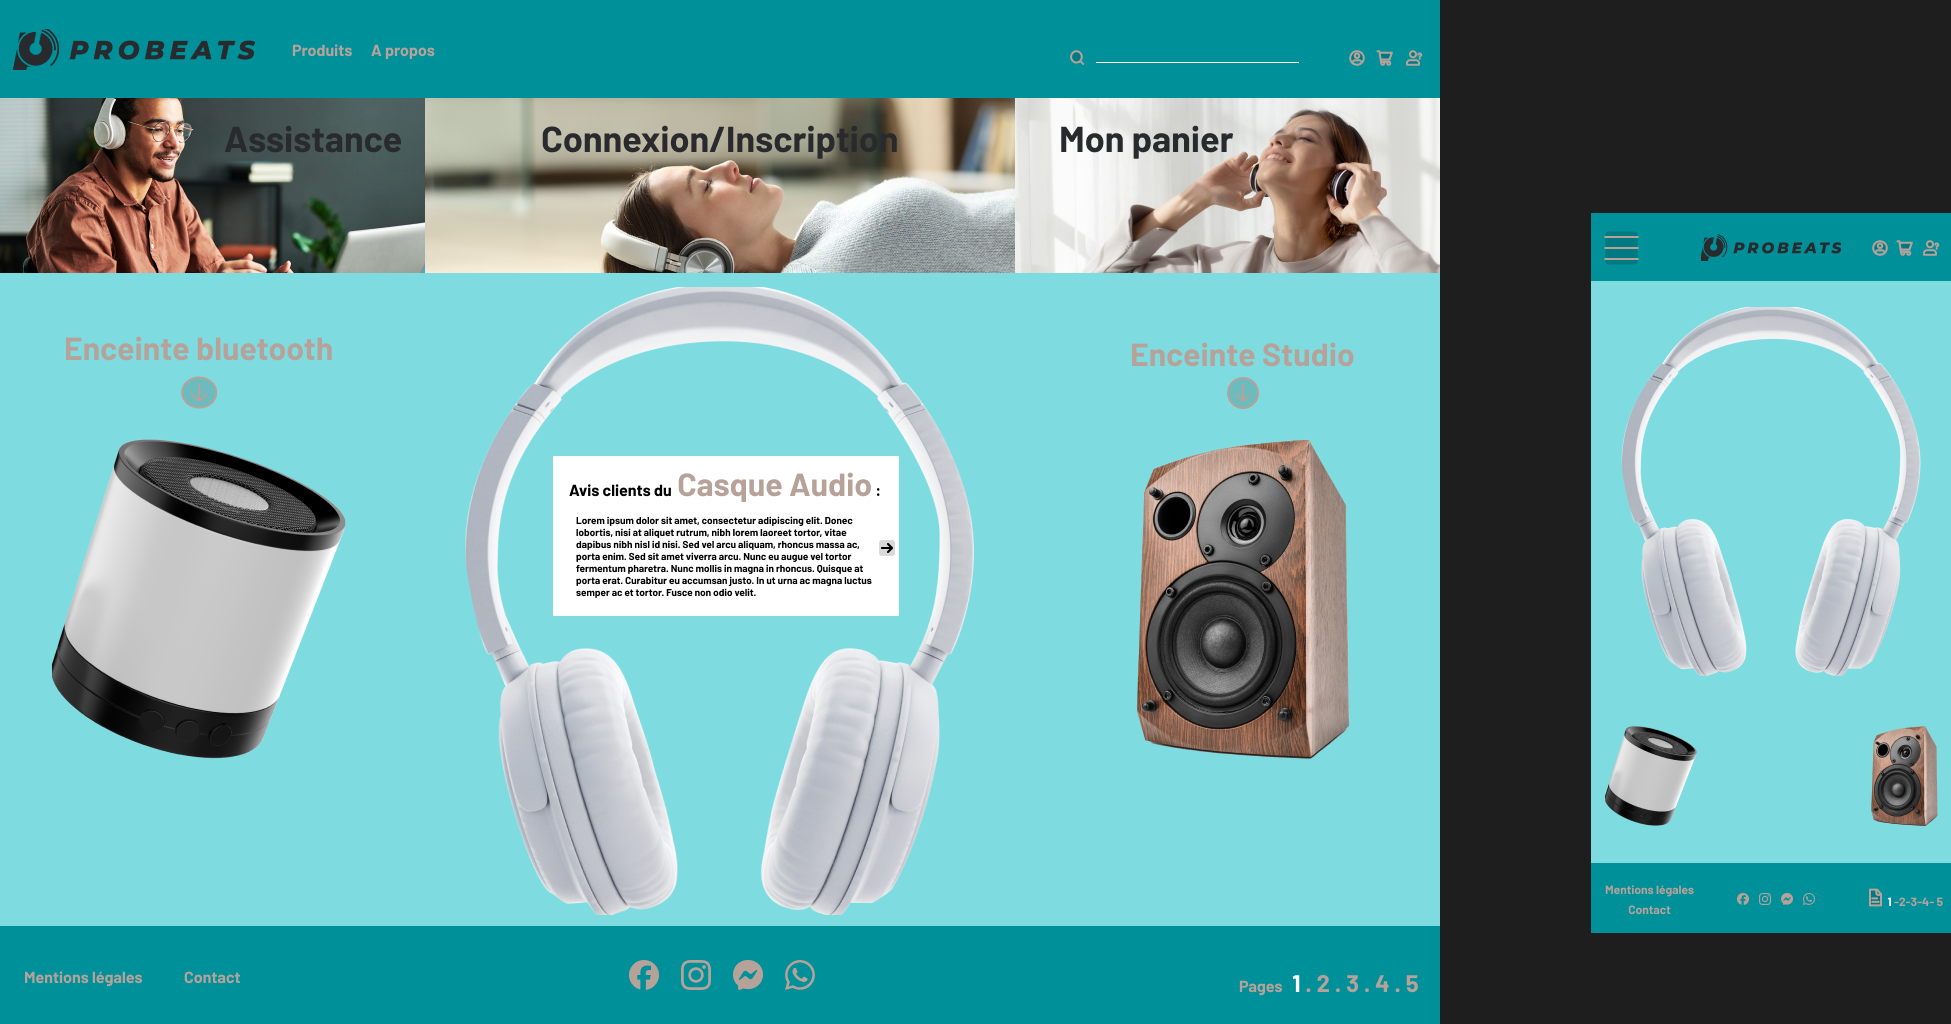 PROBEATS
Produits
A propos
Assistance
Connexion/Inscription
Mon panier
Enceinte bluetooth
Enceinte Studio
Avis clients du Casque Audio :
Lorem ipsum dolor sit amet, consectetur adipiscing elit. Donec
lobortis, nisi at aliquet rutrum, nibh lorem laoreet tortor, vitae
dapibus nibh nisl id nisi. Sed vel arcu aliquam, rhoncus massa ac,
porta enim. Sed sit amet viverra arcu. Nunc eu augue vel tortor
fermentum pharetra. Nunc mollis in magna in rhoncus. Quisque at
porta erat. Curabitur eu accumsan justo. In ut urna ac magna luctus
semper ac et tortor. Fusce non odio velit.
Mentions légales
Contact
Pages 1 . 2 . 3 . 4 . 5
PROBEATS
Mentions légales
Contact
1 -2-3-4- 5